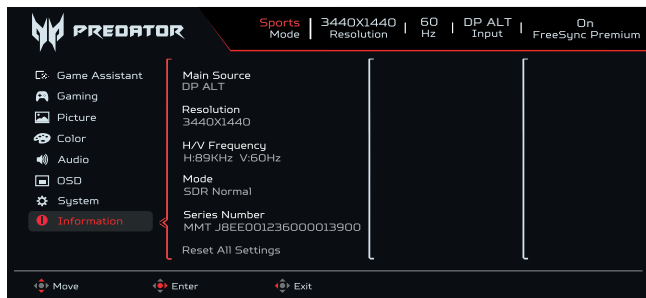 PREDATOR
Sports Mode | 3440X1440 Resolution | 60 Hz | DP ALT Input | On FreeSync Premium
Game Assistant
Gaming
Picture
Color
Audio
OSD
System
Information
Main Source
DP ALT
Resolution
3440X1440
H/V Frequency
H:89KHz V:60Hz
Mode
SDR Normal
Series Number
MMT J8EE001236000013900
Reset All Settings
Move
Enter
Exit